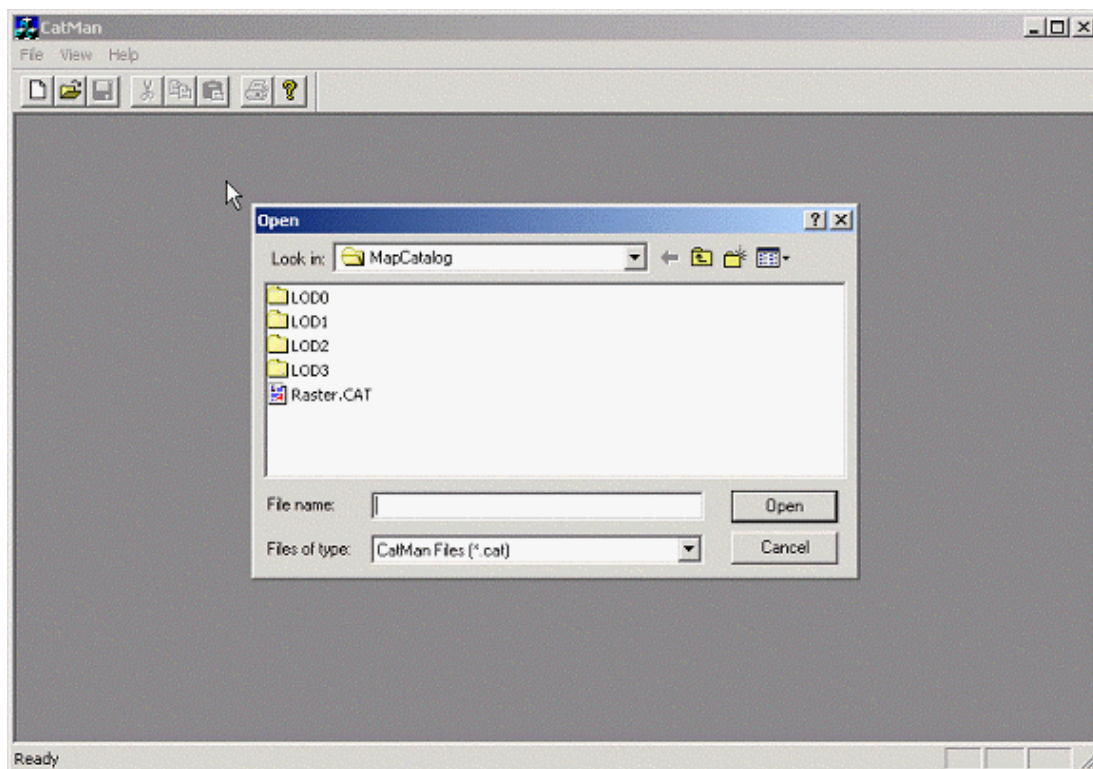 CatMan
File View Help
Open
Look in: MapCatalog
LOD0
LOD1
LOD2
LOD3
Raster.CAT
File name:
Open
Files of type: CatMan Files (*.cat)
Cancel
Ready